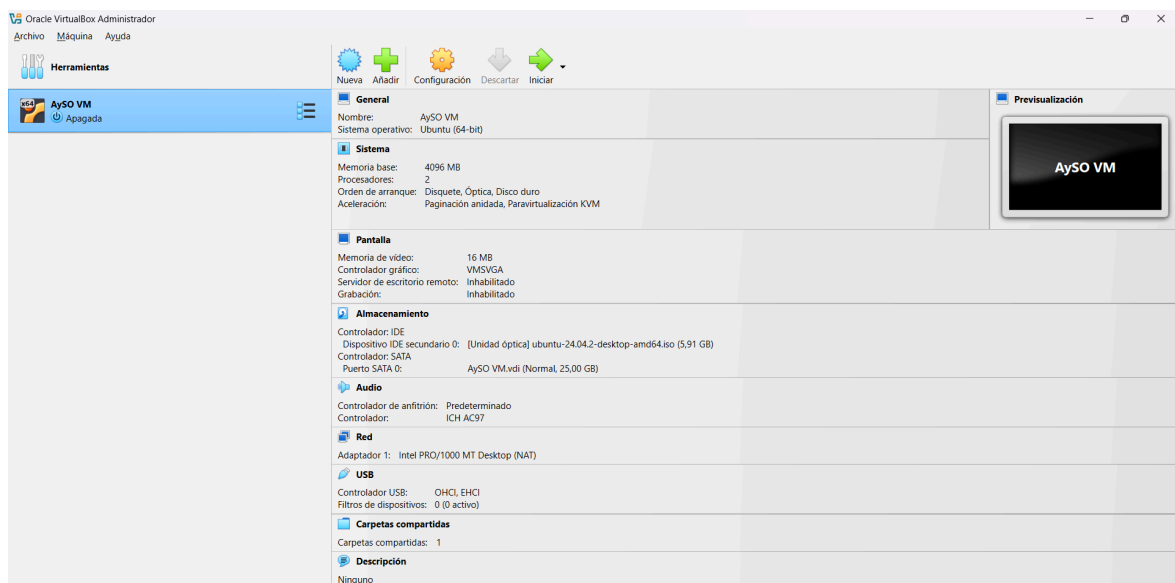 Oracle VirtualBox Administrador
Archivo Máquina Ayuda
Herramientas
Nueva Añadir Configuración Descartar Iniciar
x64
AySO VM
Apagada
General
Nombre: AySO VM
Sistema operativo: Ubuntu (64-bit)
Previsualización
AySO VM
Sistema
Memoria base: 4096 MB
Procesadores: 2
Orden de arranque: Disquete, Óptica, Disco duro
Aceleración: Paginación anidada, Paravirtualización KVM
Pantalla
Memoria de vídeo: 16 MB
Controlador gráfico: VMSVGA
Servidor de escritorio remoto: Inhabilitado
Grabación: Inhabilitado
Almacenamiento
Controlador: IDE
Dispositivo IDE secundario 0: [Unidad óptica] ubuntu-24.04.2-desktop-amd64.iso (5,91 GB)
Controlador: SATA
Puerto SATA 0: AySO VM.vdi (Normal, 25,00 GB)
Audio
Controlador de anfitrión: Predeterminado
Controlador: ICH AC97
Red
Adaptador 1: Intel PRO/1000 MT Desktop (NAT)
USB
Controlador USB: OHCI, EHCI
Filtros de dispositivos: 0 (0 activo)
Carpetas compartidas
Carpetas compartidas: 1
Descripción
Ninguno